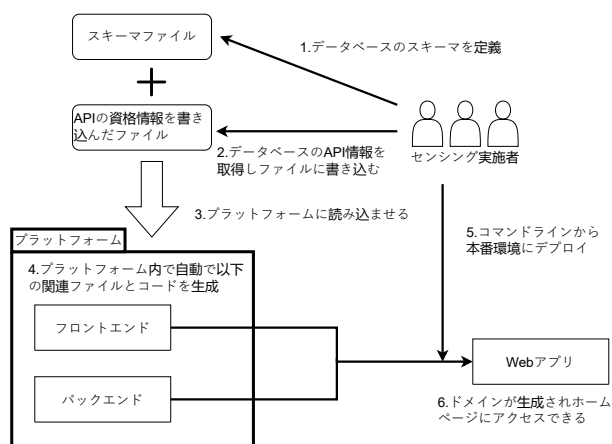 スキーマファイル
1.データベースのスキーマを定義
APIの資格情報を書き
込んだファイル
2.データベースのAPI情報を
取得しファイルに書き込む
センシング実施者
3.プラットフォームに読み込ませる
5.コマンドラインから
本番環境にデプロイ
プラットフォーム
4.プラットフォーム内で自動で以下
の関連ファイルとコードを生成
フロントエンド
バックエンド
Webアプリ
6.ドメインが生成されホーム
ページにアクセスできる